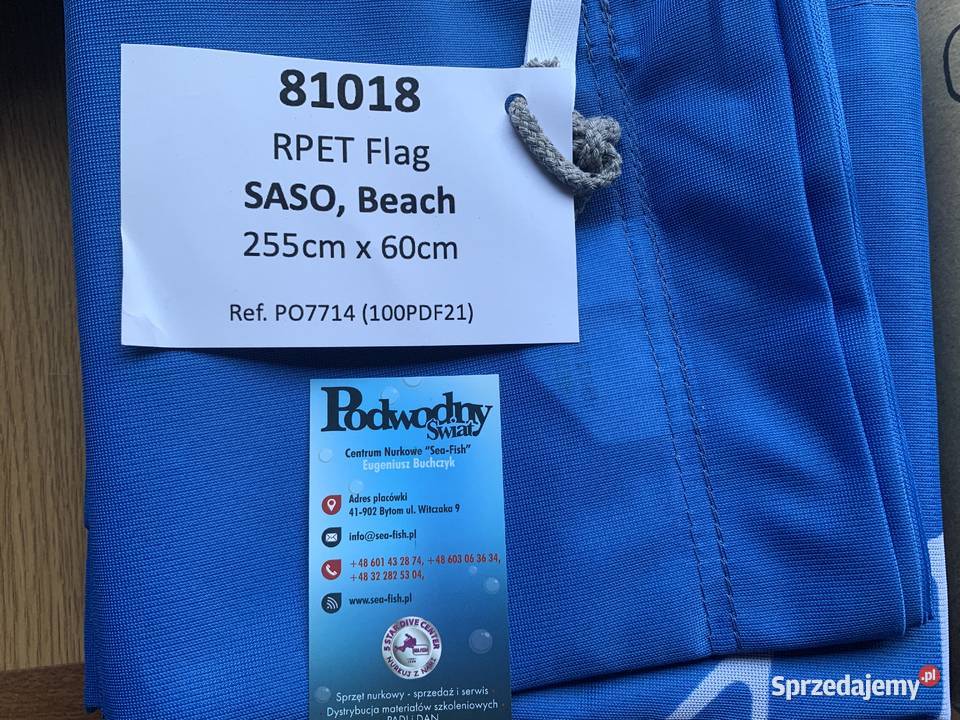 81018
RPET Flag
SASO, Beach
255cm x 60cm
Ref. PO7714 (100PDF21)
Podwodny
Świat
Centrum Nurkowe "Sea-Fish"
Eugeniusz Buchczyk
Adres placówki
41-902 Bytom ul. Witczaka 9
info@sea-fish.pl
+48 601 43 28 74, +48 603 06 36 34,
+48 32 282 53 04,
www.sea-fish.pl
5 STAR DIVE CENTER
NURKUJ Z NAMI
Sprzęt nurkowy - sprzedaż i serwis
Dystrybucja materiałów szkoleniowych
PADI i DAN
Sprzedajemy.pl